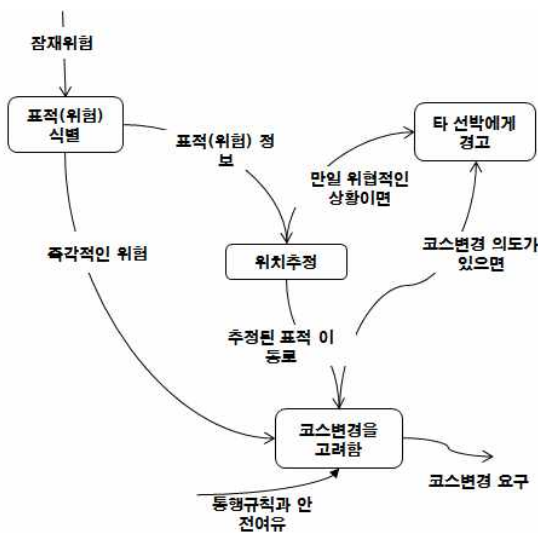 잠재위험
표적(위험)
식별
표적(위험) 정
보
타 선박에게
경고
만일 위협적인
상황이면
즉각적인 위험
위치추정
코스변경 의도가
있으면
추정된 표적 이
동로
코스변경을
고려함
코스변경 요구
통행규칙과 안
전여유